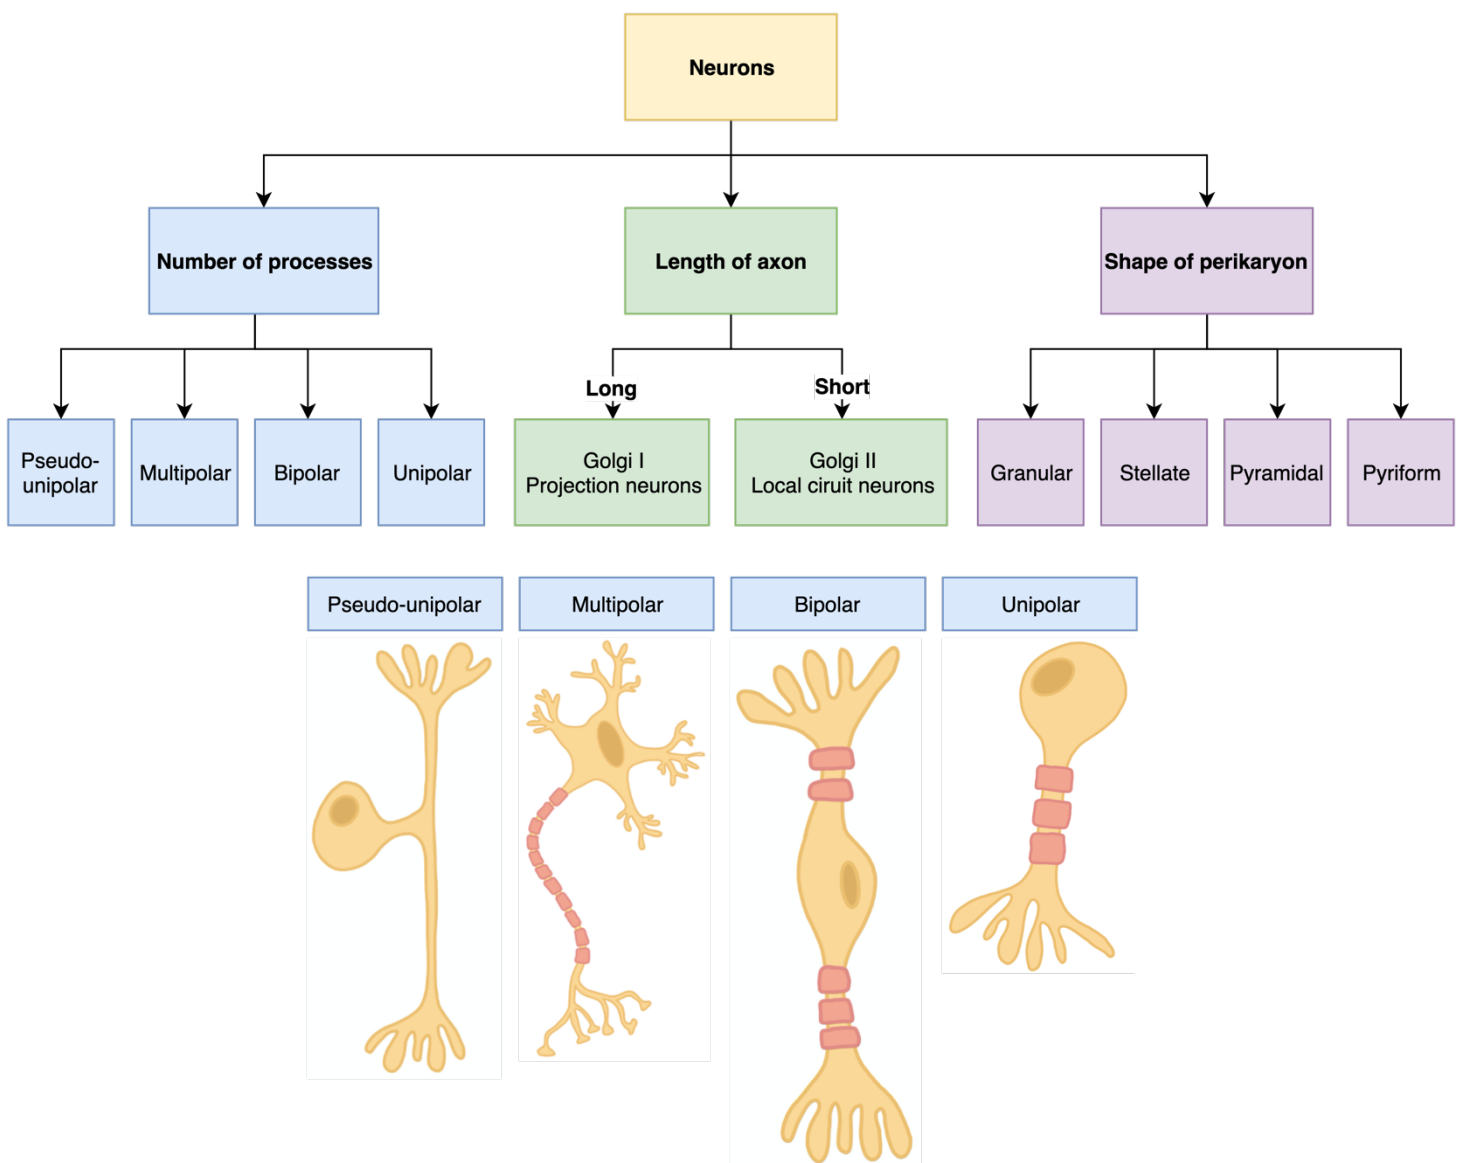 Neurons
Number of processes
Length of axon
Shape of perikaryon
Long
Short
Pseudo-
unipolar
Multipolar
Bipolar
Unipolar
Golgi I
Projection neurons
Golgi II
Local ciruit neurons
Granular
Stellate
Pyramidal
Pyriform
Pseudo-unipolar
Multipolar
Bipolar
Unipolar